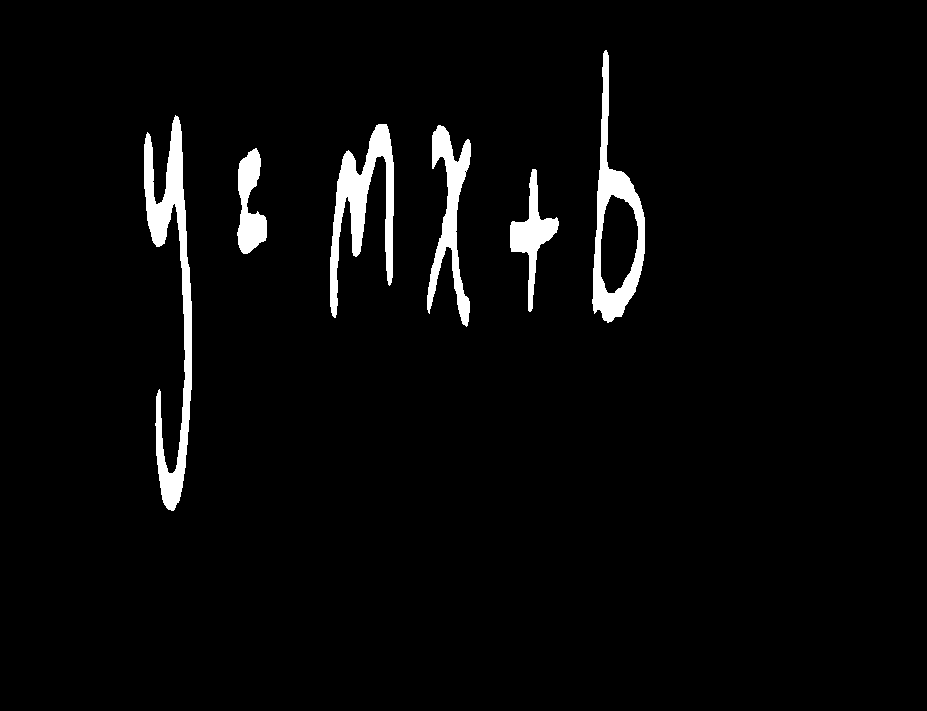 y = mx + b